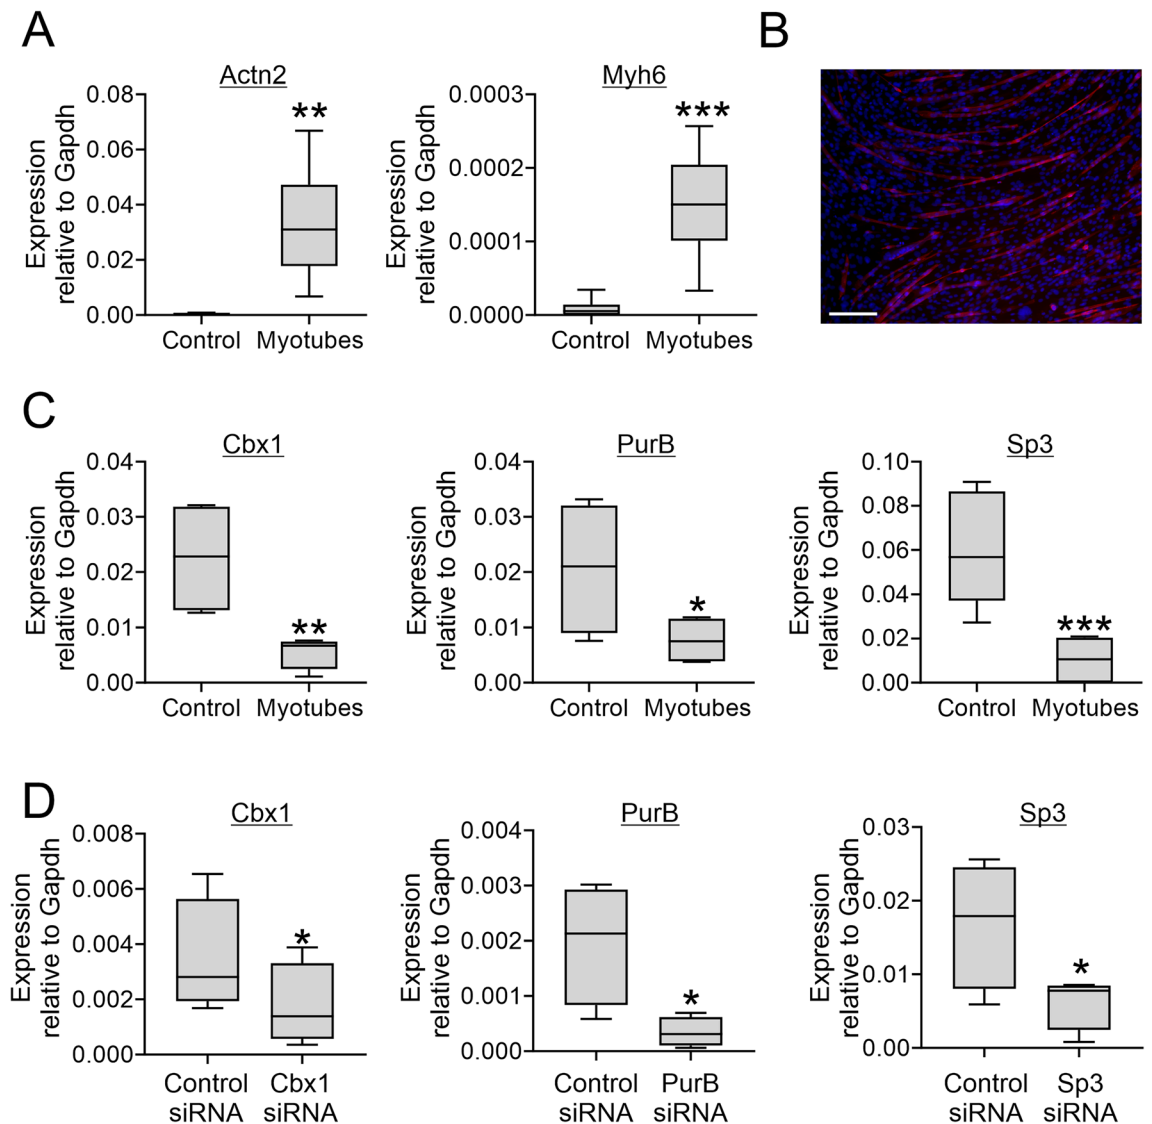 A
B
Actn2
Myh6
Expression
relative to Gapdh
0.08
0.06
0.04
0.02
0.00
**
Control Myotubes
Expression
relative to Gapdh
0.0003
0.0002
0.0001
0.0000
***
Control Myotubes
C
Cbx1
PurB
Sp3
Expression
relative to Gapdh
0.04
0.03
0.02
0.01
0.00
**
Control Myotubes
Expression
relative to Gapdh
0.04
0.03
0.02
0.01
0.00
*
Control Myotubes
Expression
relative to Gapdh
0.10
0.08
0.06
0.04
0.02
0.00
***
Control Myotubes
D
Cbx1
PurB
Sp3
Expression
relative to Gapdh
0.008
0.006
0.004
0.002
0.000
*
Control Cbx1
siRNA siRNA
Expression
relative to Gapdh
0.004
0.003
0.002
0.001
0.000
*
Control PurB
siRNA siRNA
Expression
relative to Gapdh
0.03
0.02
0.01
0.00
*
Control Sp3
siRNA siRNA